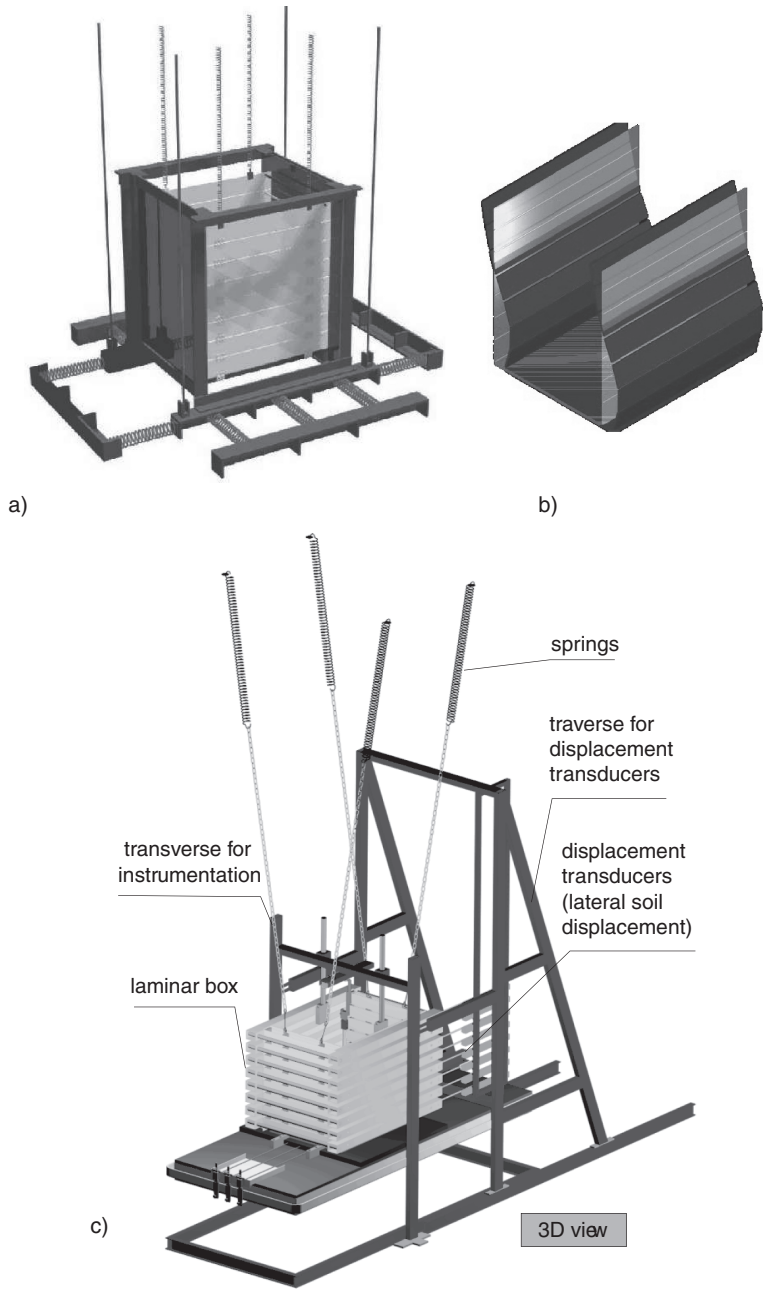 a)
b)
springs
traverse for
displacement
transducers
transverse for
instrumentation
displacement
transducers
(lateral soil
displacement)
laminar box
c)
3D view